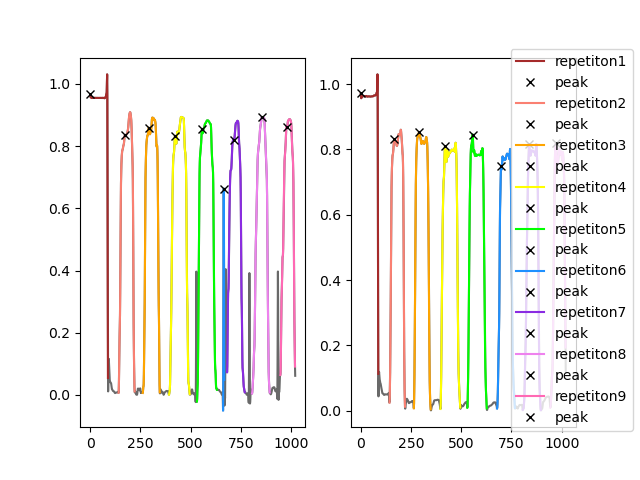 1.0
0.8
0.6
0.4
0.2
0.0
0
250
500
750
1000
1.0
0.8
0.6
0.4
0.2
0.0
0
250
500
750
1000
repetiton1
peak
repetiton2
peak
repetiton3
peak
repetiton4
peak
repetiton5
peak
repetiton6
peak
repetiton7
peak
repetiton8
peak
repetiton9
peak